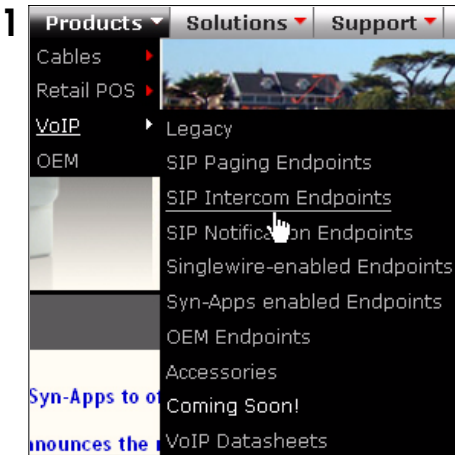 1
Products Solutions Support
Cables
Retail POS
VoIP
OEM
Legacy
SIP Paging Endpoints
SIP Intercom Endpoints
SIP Notification Endpoints
Singlewire-enabled Endpoints
Syn-Apps enabled Endpoints
OEM Endpoints
Accessories
Coming Soon!
VoIP Datasheets
Syn-Apps to
the